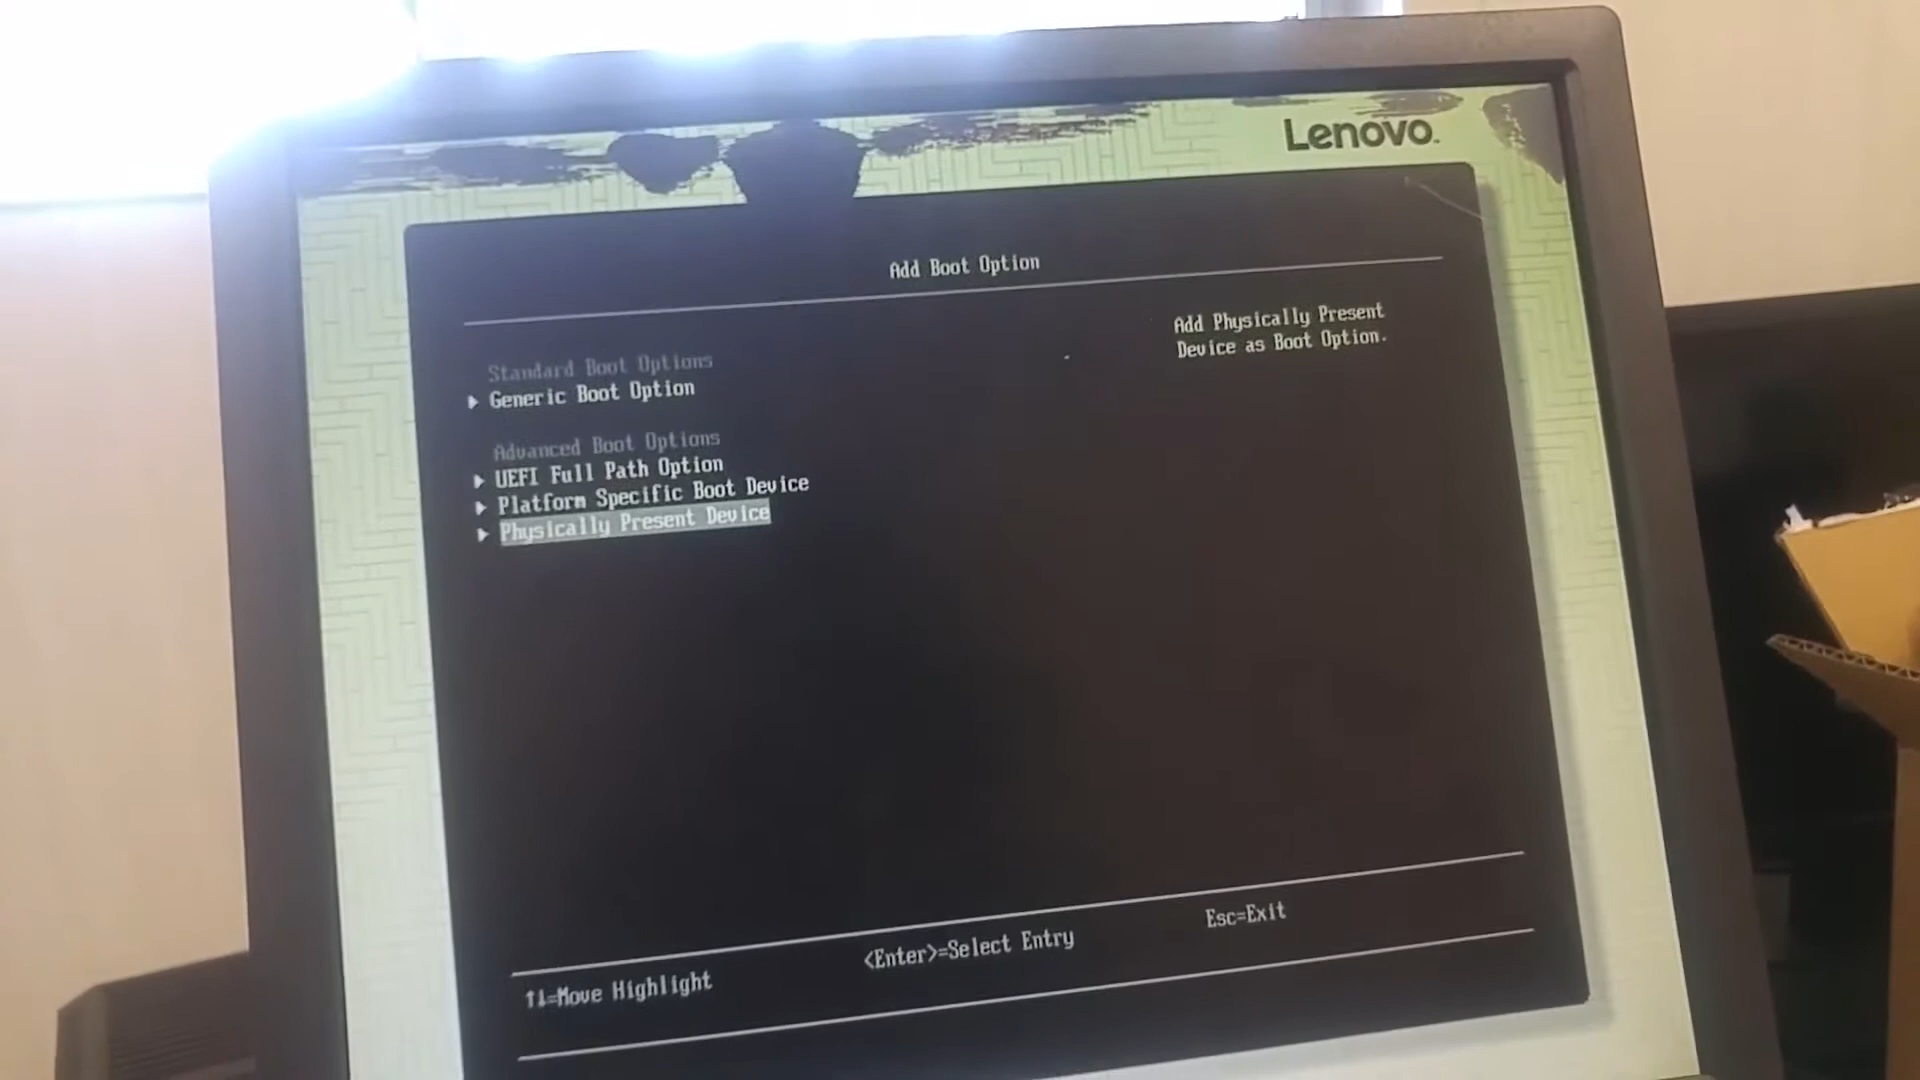 Lenovo.
Add Boot Option
Add Physically Present
Device as Boot Option.
Standard Boot Options
Generic Boot Option
Advanced Boot Options
UEFI Full Path Option
Platform Specific Boot Device
Physically Present Device
↑↓=Move Highlight
<Enter>=Select Entry
Esc=Exit